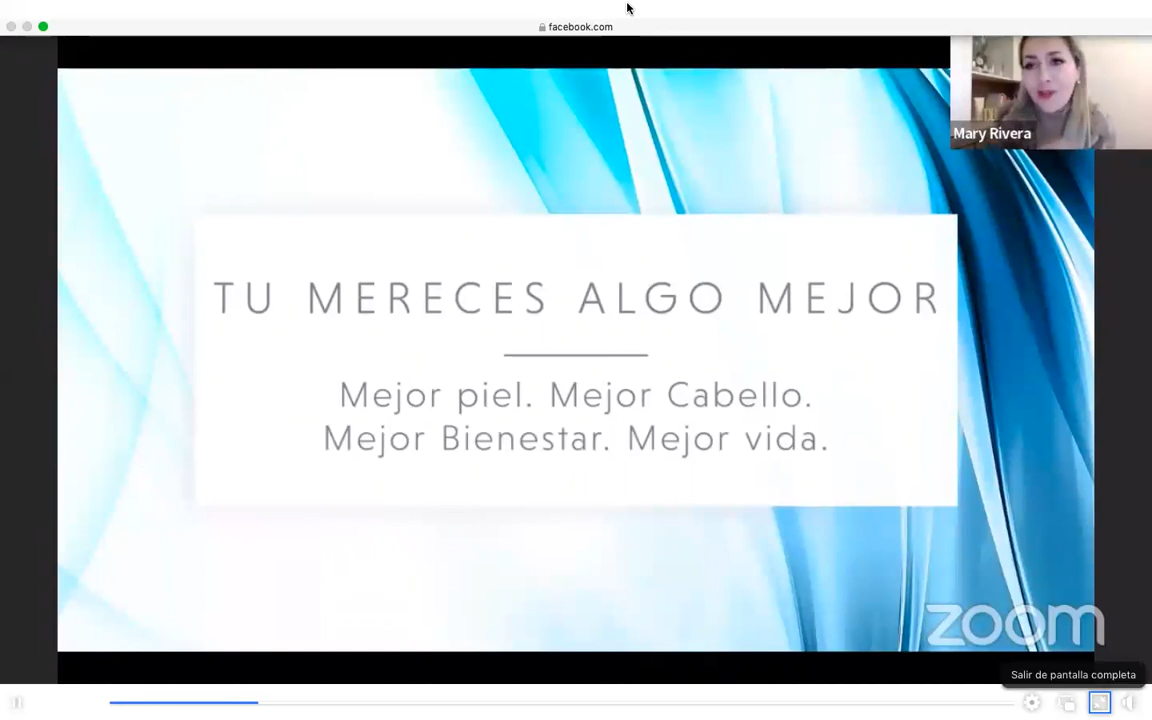 facebook.com
Mary Rivera
TU MERECES ALGO MEJOR
Mejor piel. Mejor Cabello.
Mejor Bienestar. Mejor vida.
zoom
Salir de pantalla completa